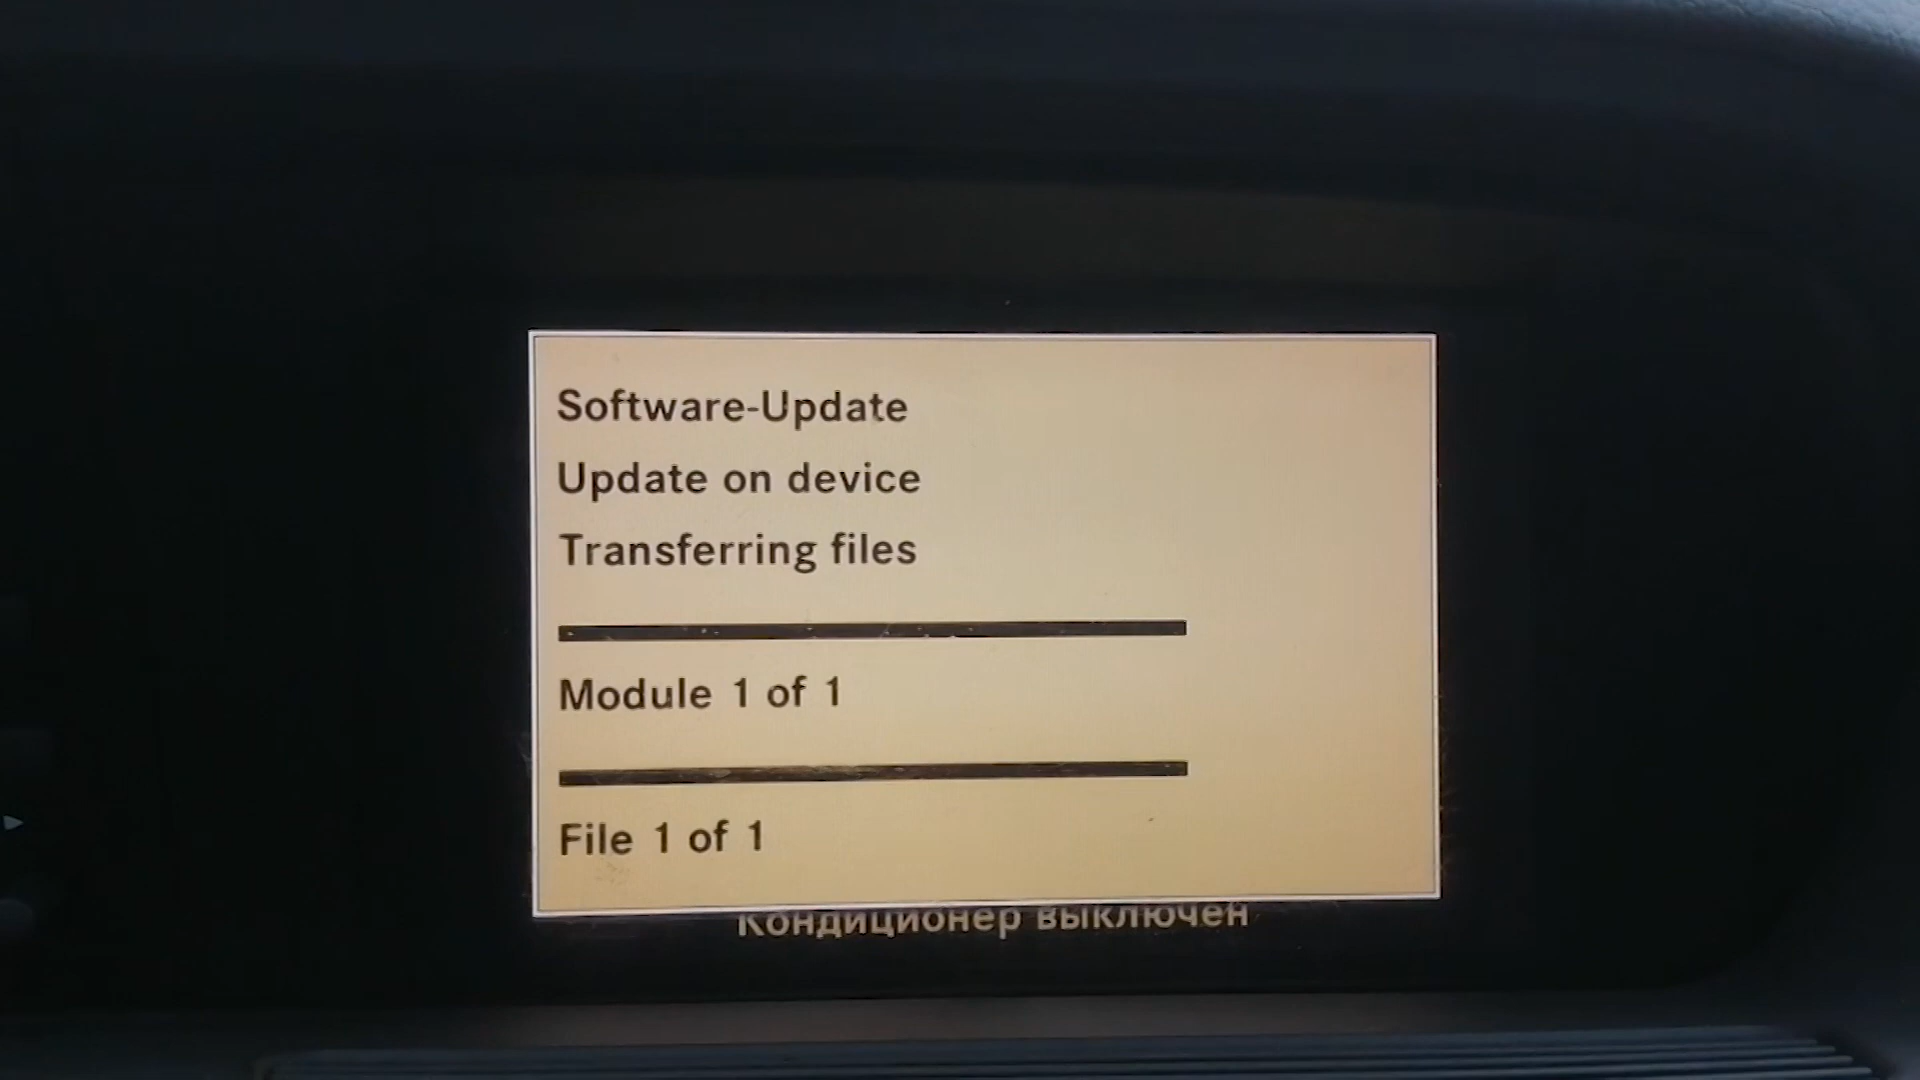 Software-Update
Update on device
Transferring files
Module 1 of 1
File 1 of 1
Кондиционер выключен